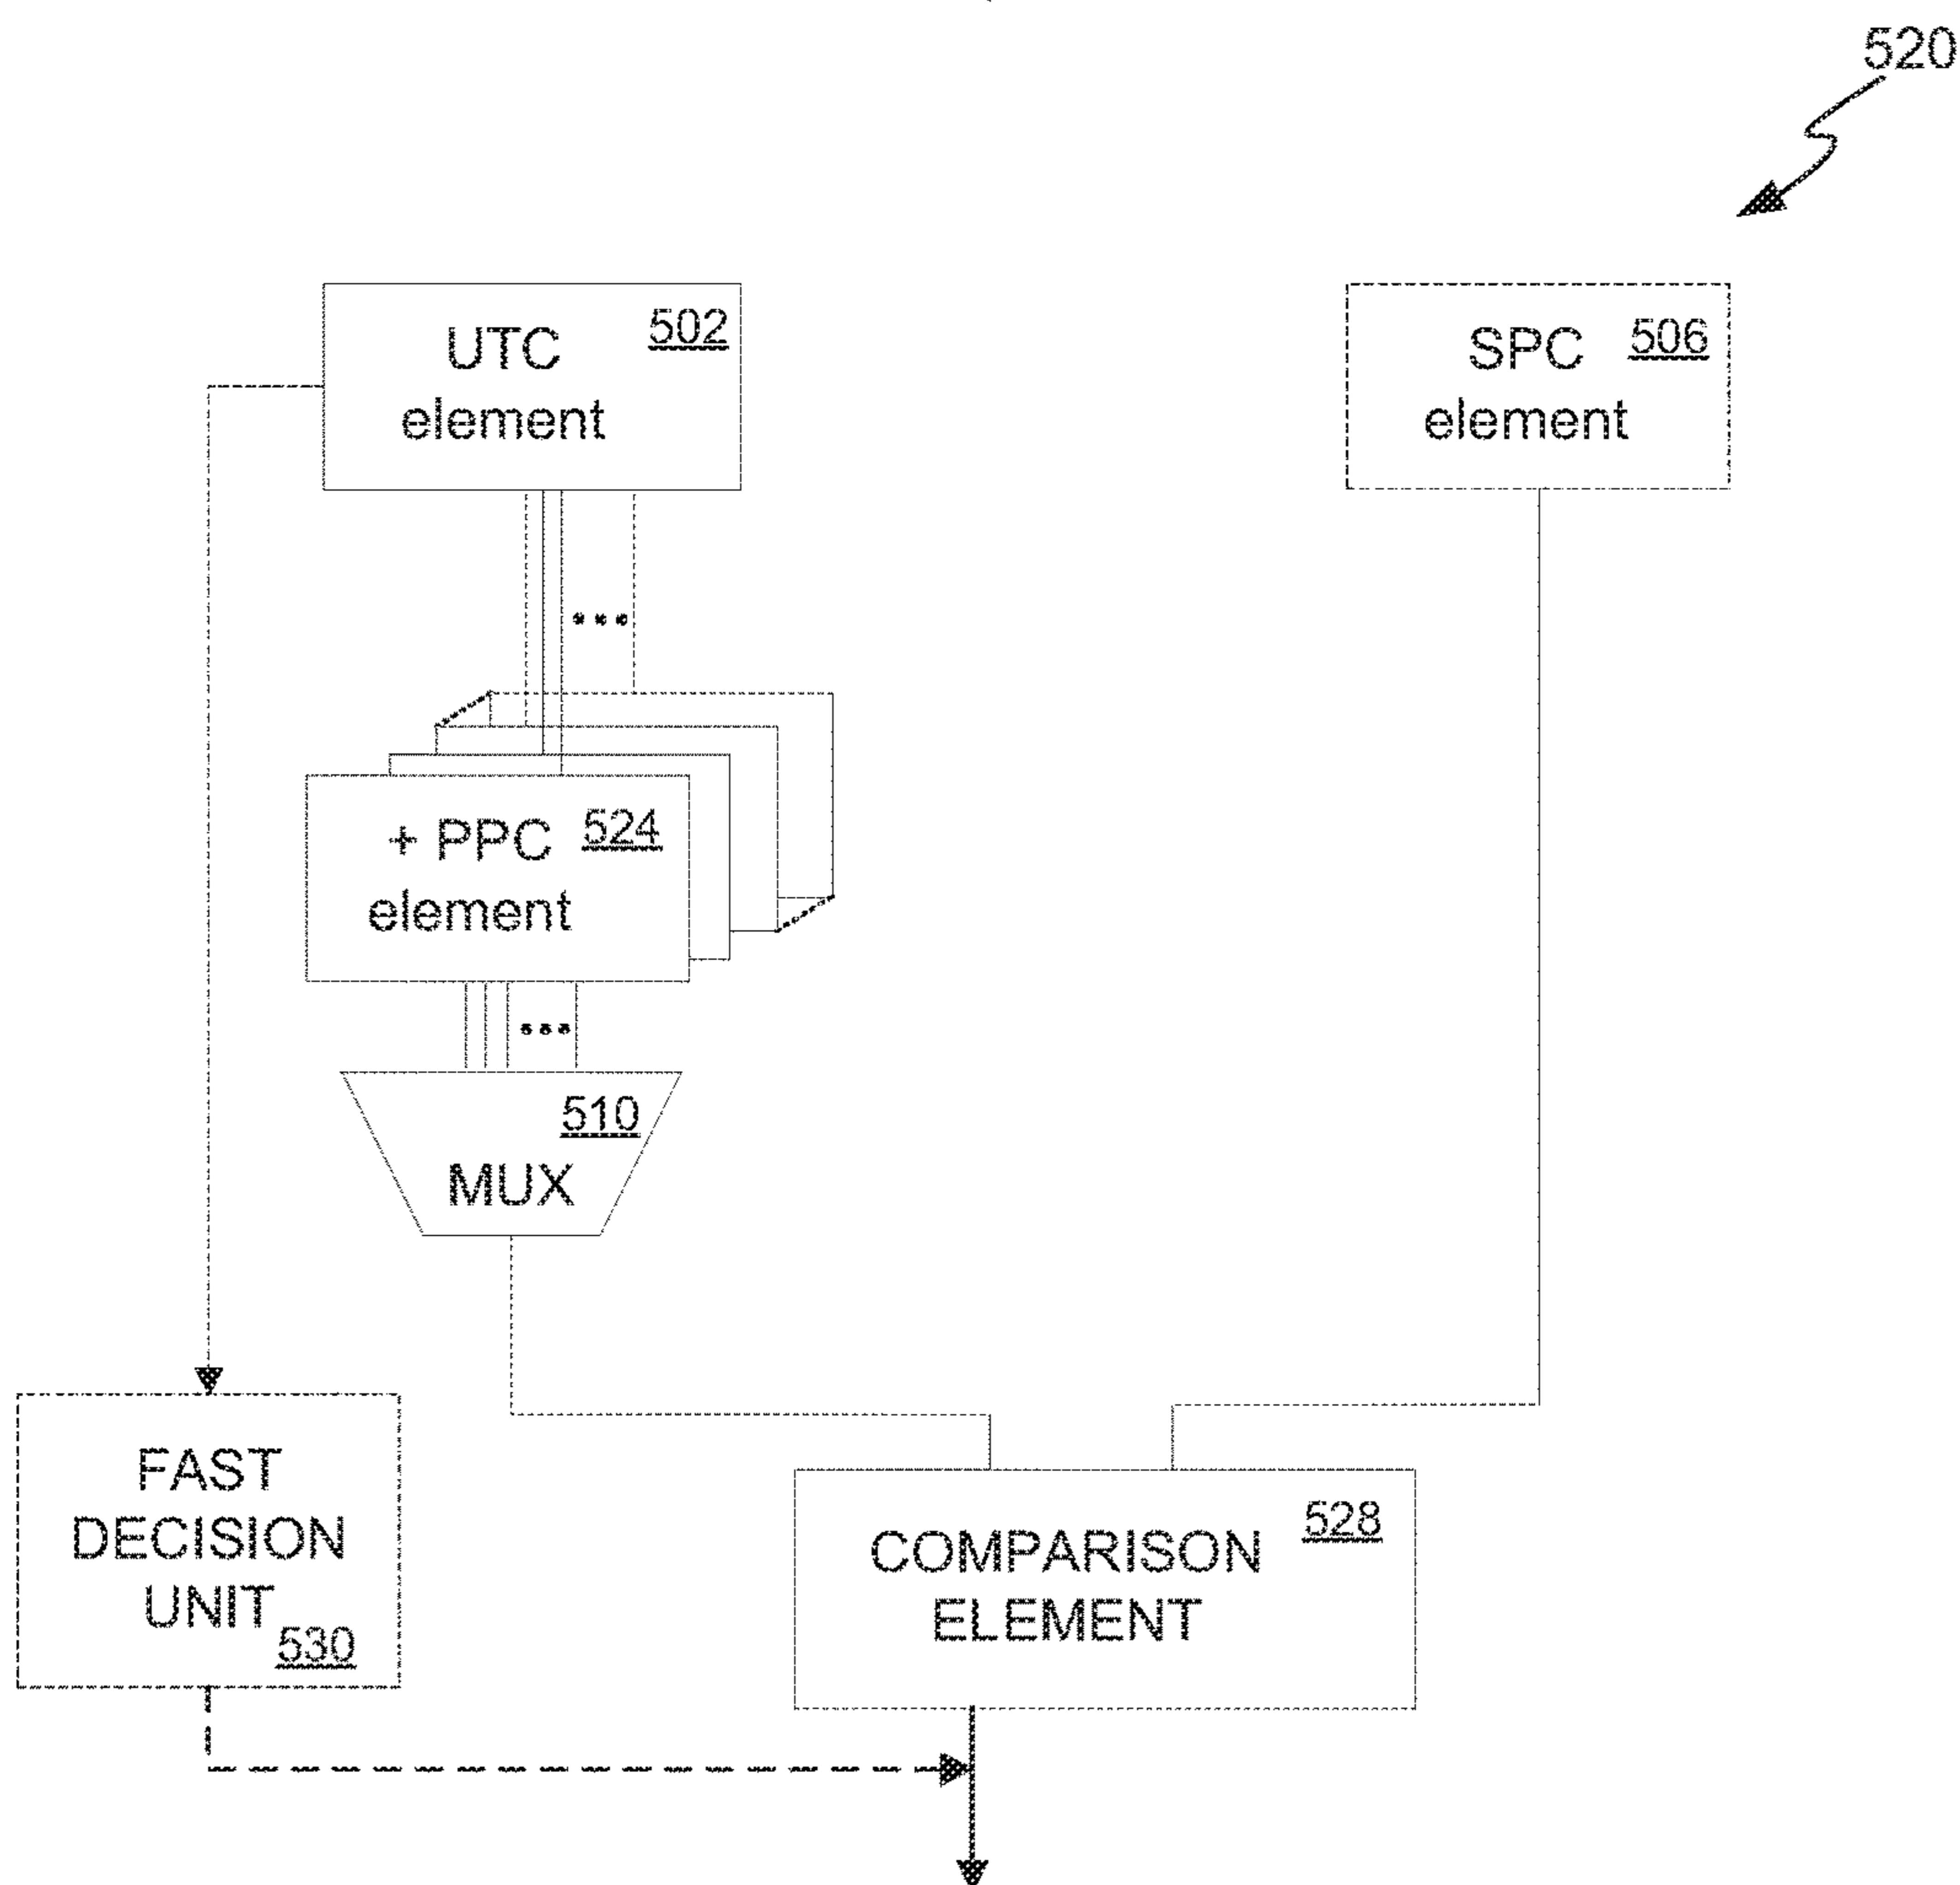 520
UTC 502
element
SPC 506
element
...
+ PPC 524
element
...
510
MUX
FAST
DECISION
UNIT
530
528
COMPARISON
ELEMENT